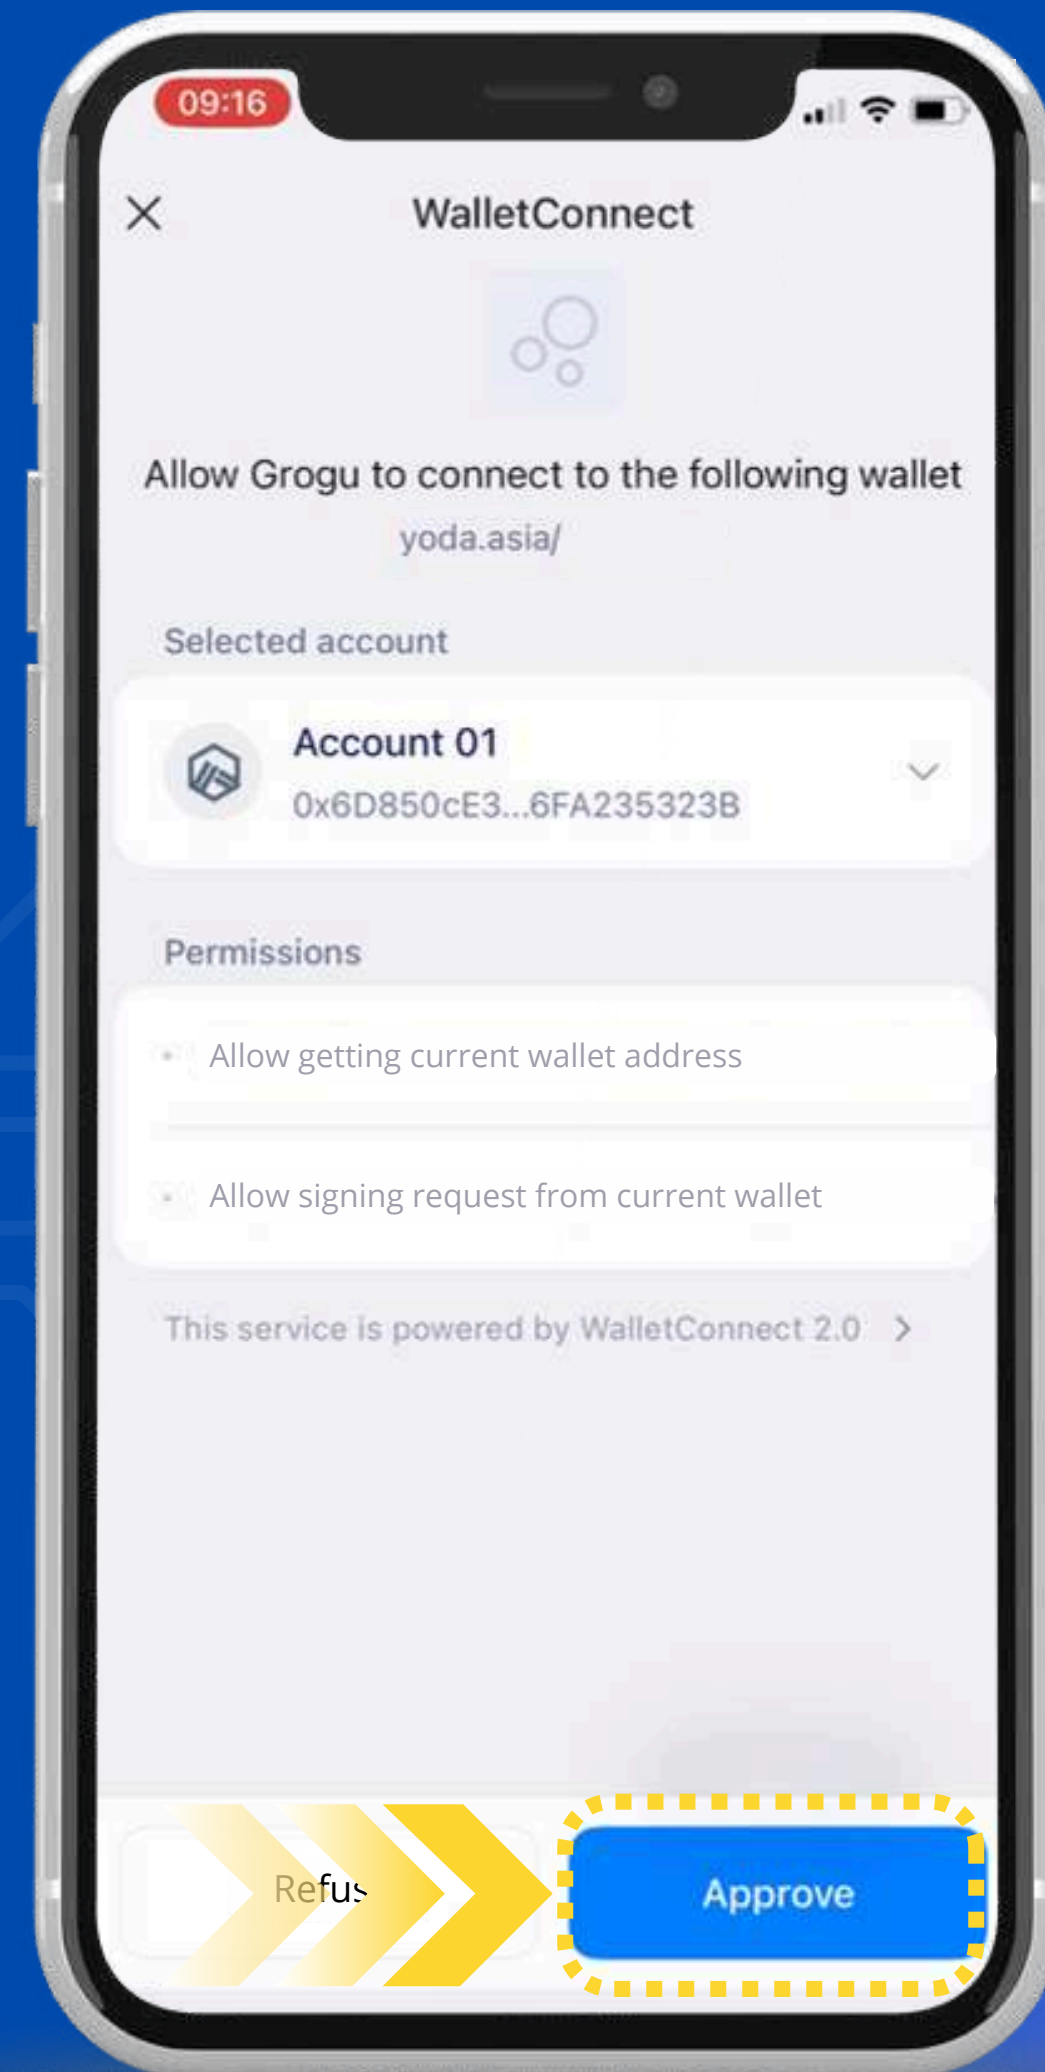 09:16
WalletConnect
Allow Grogu to connect to the following wallet
yoda.asia/
Selected account
Account 01
0x6D850cE3...6FA235323B
Permissions
Allow getting current wallet address
Allow signing request from current wallet
This service is powered by WalletConnect 2.0 >
Refus
Approve